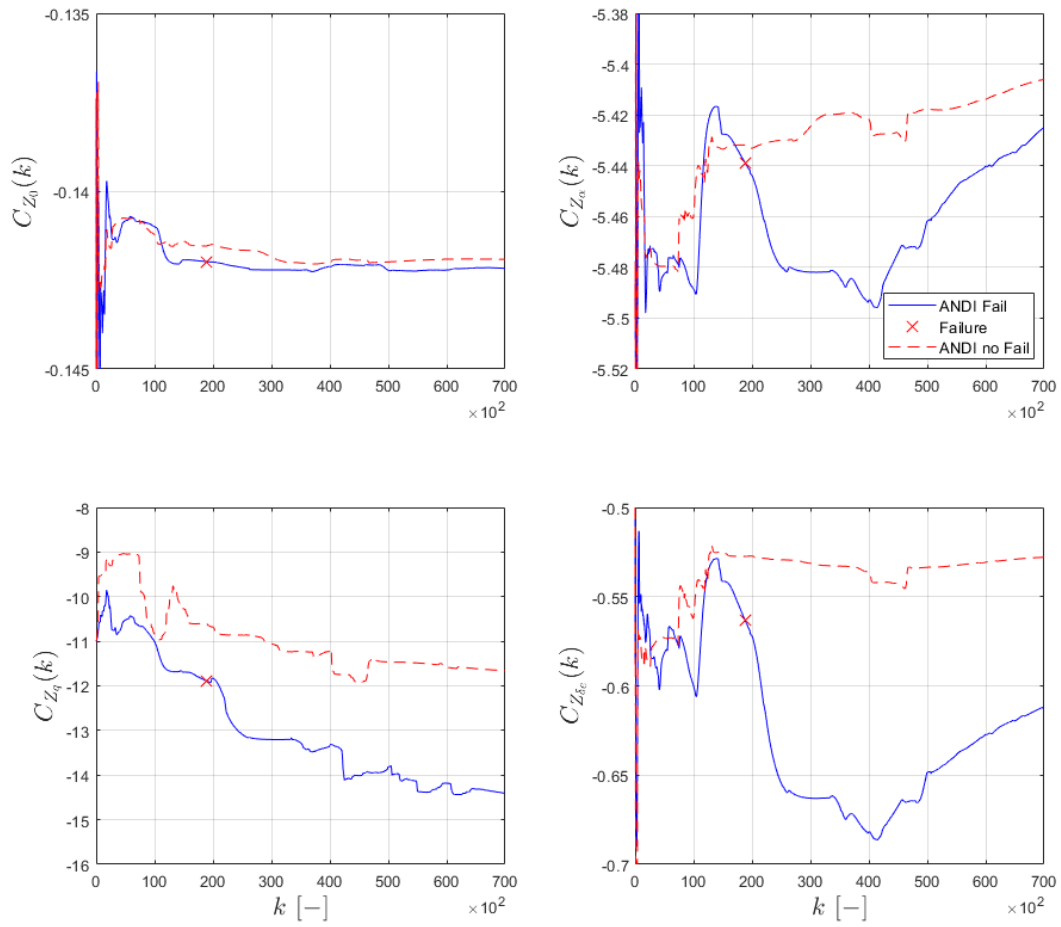 -0.135
-0.14
-0.145
C_{Z_0}(k)
0 100 200 300 400 500 600 700
×10^2
-5.38
-5.4
-5.42
-5.44
-5.46
-5.48
-5.5
-5.52
C_{Z_α}(k)
ANDI Fail
Failure
ANDI no Fail
0 100 200 300 400 500 600 700
×10^2
-8
-9
-10
-11
-12
-13
-14
-15
-16
C_{Z_q}(k)
0 100 200 300 400 500 600 700
k [−]
×10^2
-0.5
-0.55
-0.6
-0.65
-0.7
C_{Z_{δe}}(k)
0 100 200 300 400 500 600 700
k [−]
×10^2